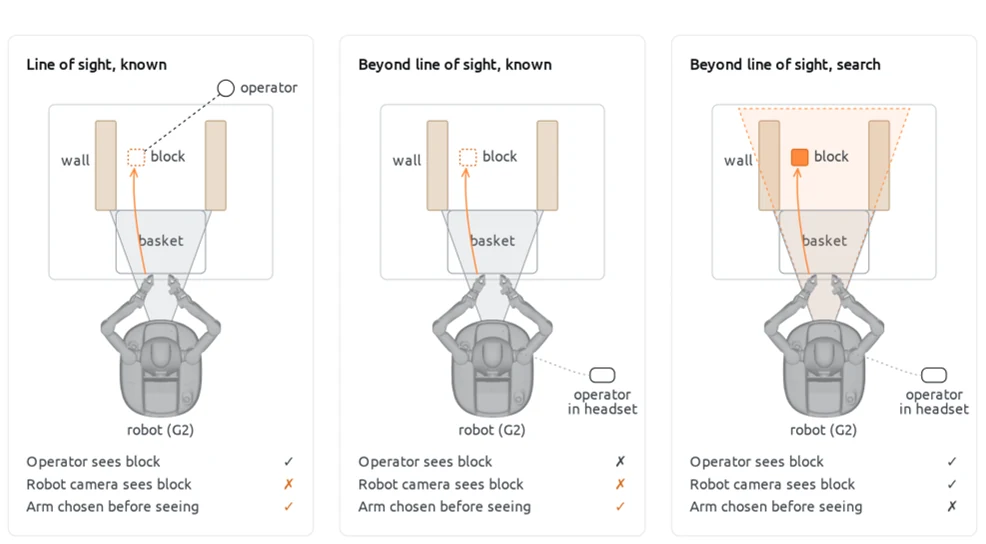 Line of sight, known
operator
wall
block
basket
robot (G2)
Operator sees block ✓
Robot camera sees block ✗
Arm chosen before seeing ✓
Beyond line of sight, known
wall
block
basket
operator
in headset
robot (G2)
Operator sees block ✗
Robot camera sees block ✗
Arm chosen before seeing ✓
Beyond line of sight, search
wall
block
basket
operator
in headset
robot (G2)
Operator sees block ✓
Robot camera sees block ✓
Arm chosen before seeing ✗